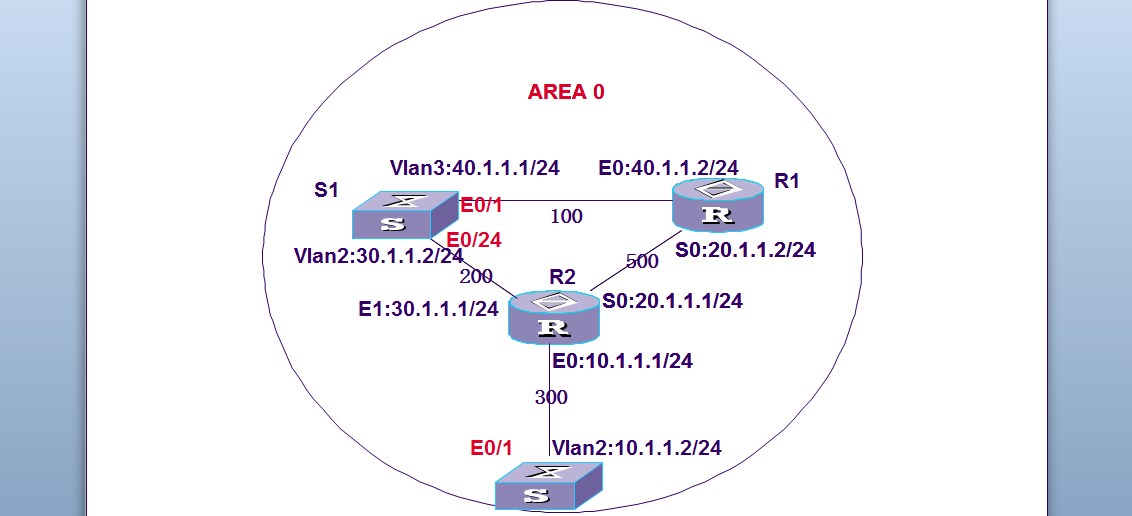 AREA 0
Vlan3:40.1.1.1/24
E0:40.1.1.2/24
S1
R1
E0/1
100
S
R
E0/24
Vlan2:30.1.1.2/24
S0:20.1.1.2/24
200
500
R2
E1:30.1.1.1/24
S0:20.1.1.1/24
R
E0:10.1.1.1/24
300
E0/1
Vlan2:10.1.1.2/24
S